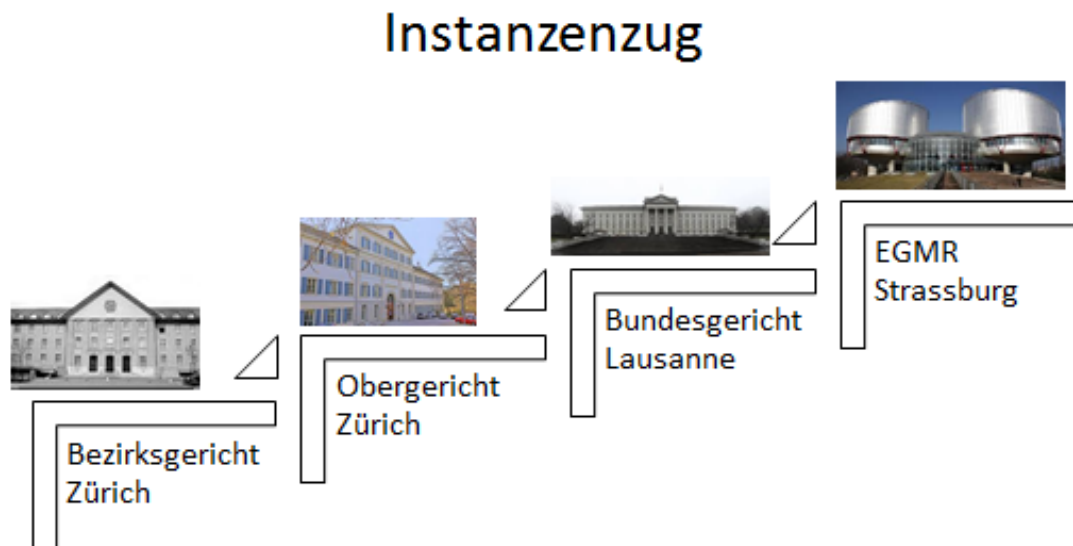 Instanzenzug
EGMR
Strassburg
Bundesgericht
Lausanne
Obergericht
Zürich
Bezirksgericht
Zürich